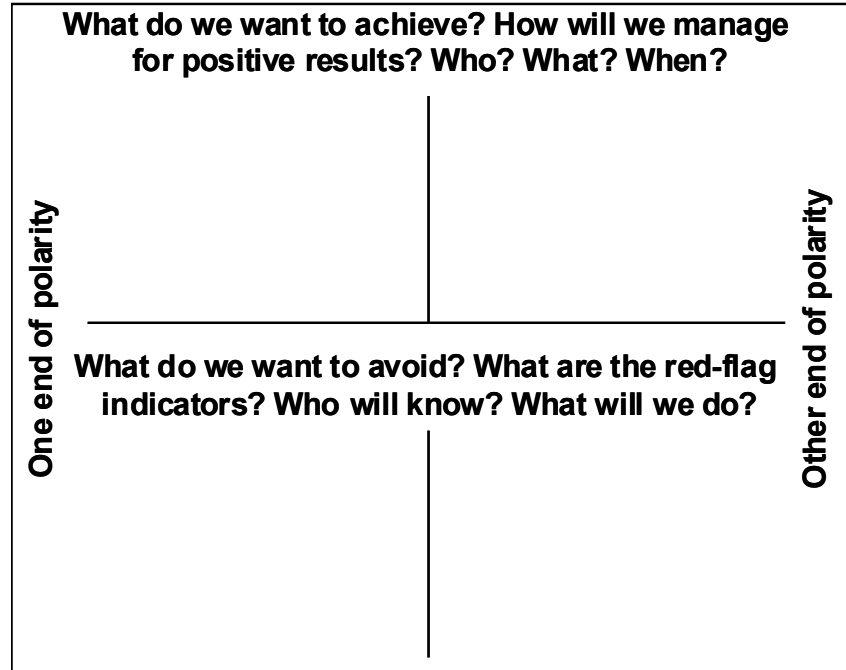 What do we want to achieve? How will we manage
for positive results? Who? What? When?
One end of polarity
Other end of polarity
What do we want to avoid? What are the red-flag
indicators? Who will know? What will we do?